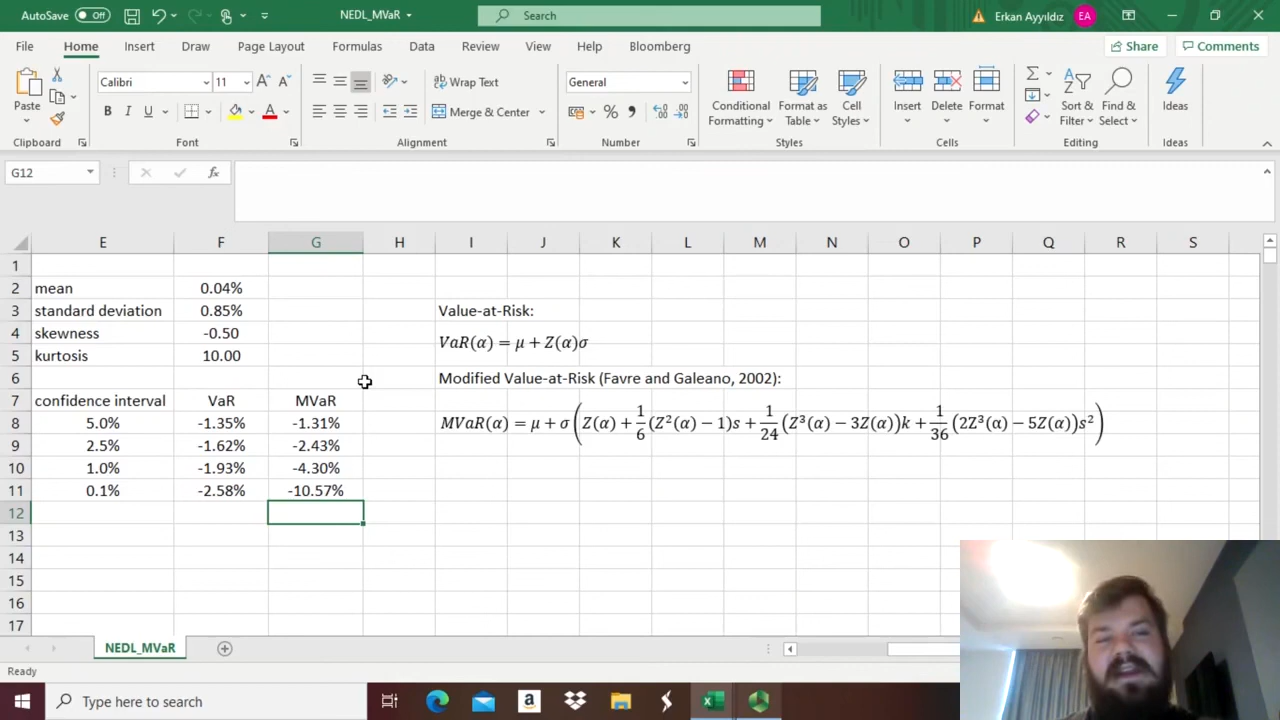 AutoSave Off NEDL_MVaR Search Erkan Ayyıldız EA
File Home Insert Draw Page Layout Formulas Data Review View Help Bloomberg Share Comments
Paste Calibri 11 Wrap Text General Conditional Formatting Format as Table Cell Styles Insert Delete Format Sort & Filter Find & Select Ideas
B I U Merge & Center % ,
Clipboard Font Alignment Number Styles Cells Editing Ideas
G12 fx
E F G H I J K L M N O P Q R S
1
2 mean 0.04%
3 standard deviation 0.85% Value-at-Risk:
4 skewness -0.50 VaR(α) = μ + Z(α)σ
5 kurtosis 10.00
6 Modified Value-at-Risk (Favre and Galeano, 2002):
7 confidence interval VaR MVaR
8 5.0% -1.35% -1.31% MVaR(α) = μ + σ(Z(α) + 1/6(Z²(α) − 1)s + 1/24(Z³(α) − 3Z(α))k + 1/36(2Z³(α) − 5Z(α))s²)
9 2.5% -1.62% -2.43%
10 1.0% -1.93% -4.30%
11 0.1% -2.58% -10.57%
12
13
14
15
16
17
NEDL_MVaR
Ready
Type here to search